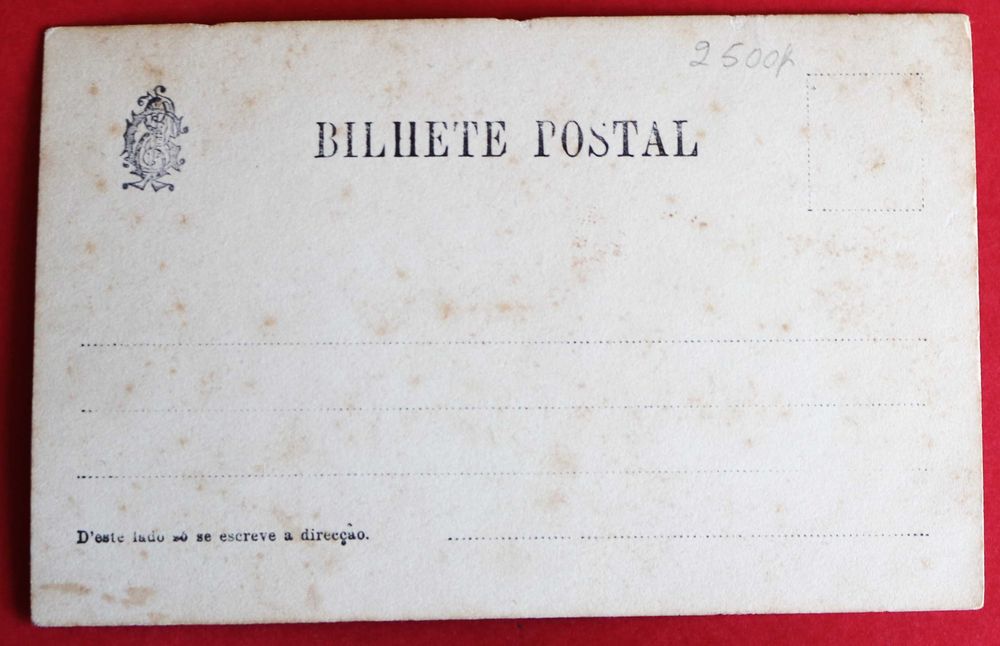 2500
BILHETE POSTAL
D'este lado só se escreve a direcção.